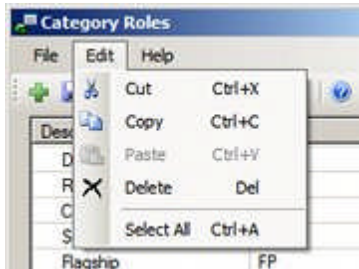 Category Roles
File Edit Help
Cut Ctrl+X
Copy Ctrl+C
Paste Ctrl+V
Delete Del
Select All Ctrl+A
Flagship FP